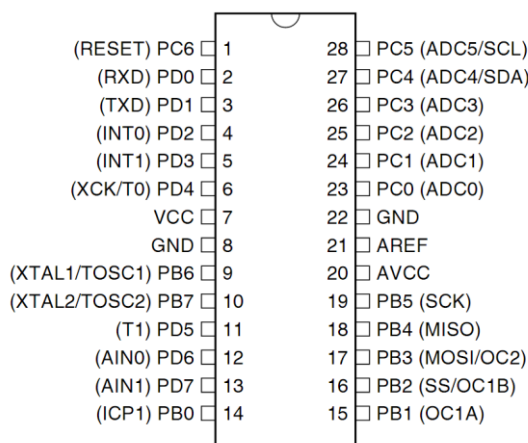 (RESET) PC6 1 28 PC5 (ADC5/SCL)
(RXD) PD0 2 27 PC4 (ADC4/SDA)
(TXD) PD1 3 26 PC3 (ADC3)
(INT0) PD2 4 25 PC2 (ADC2)
(INT1) PD3 5 24 PC1 (ADC1)
(XCK/T0) PD4 6 23 PC0 (ADC0)
VCC 7 22 GND
GND 8 21 AREF
(XTAL1/TOSC1) PB6 9 20 AVCC
(XTAL2/TOSC2) PB7 10 19 PB5 (SCK)
(T1) PD5 11 18 PB4 (MISO)
(AIN0) PD6 12 17 PB3 (MOSI/OC2)
(AIN1) PD7 13 16 PB2 (SS/OC1B)
(ICP1) PB0 14 15 PB1 (OC1A)